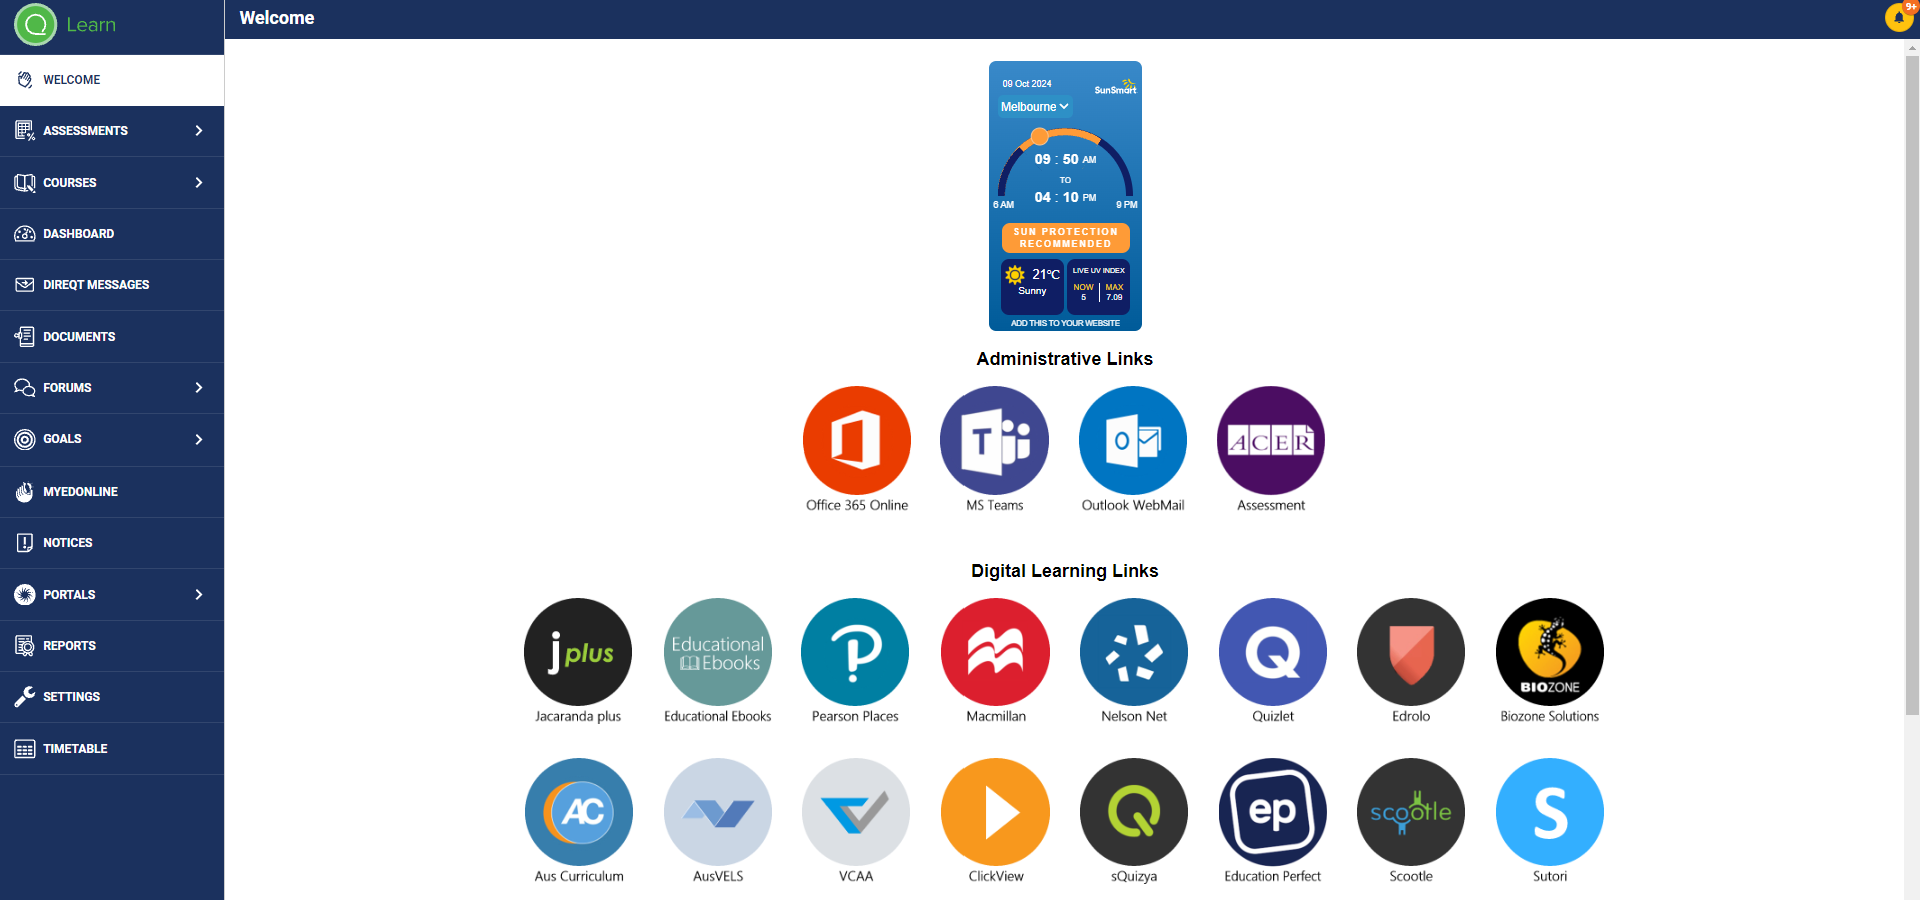 Learn
Welcome
9+
WELCOME
ASSESSMENTS
COURSES
DASHBOARD
DIREQT MESSAGES
DOCUMENTS
FORUMS
GOALS
MYEDONLINE
NOTICES
PORTALS
REPORTS
SETTINGS
TIMETABLE
09 Oct 2024
SunSmart
Melbourne
09 : 50 AM
TO
04 : 10 PM
6 AM
9 PM
SUN PROTECTION
RECOMMENDED
21°C
Sunny
LIVE UV INDEX
NOW MAX
5 7.09
ADD THIS TO YOUR WEBSITE
Administrative Links
T
O
ACER
Office 365 Online
MS Teams
Outlook WebMail
Assessment
Digital Learning Links
j plus
Educational
Ebooks
BIOZONE
Jacaranda plus
Educational Ebooks
Pearson Places
Macmillan
Nelson Net
Quizlet
Edrolo
Biozone Solutions
AC
ep
scootle
S
Aus Curriculum
AusVELS
VCAA
ClickView
sQuizya
Education Perfect
Scootle
Sutori